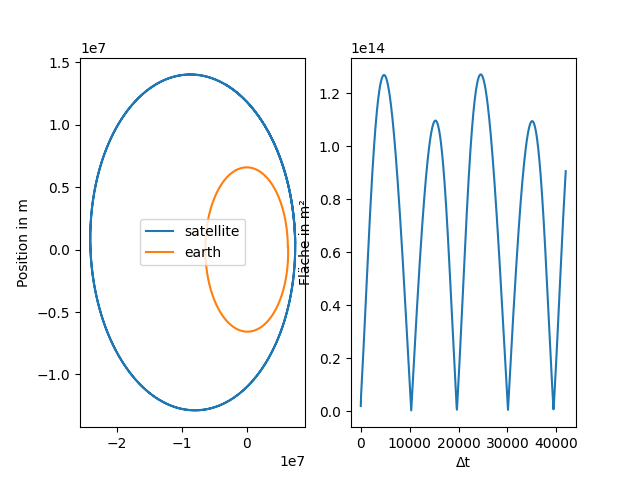 1e7
1.5
1.0
0.5
0.0
−0.5
−1.0
Position in m
satellite
earth
−2
−1
0
1e7
1e14
1.2
1.0
0.8
0.6
0.4
0.2
0.0
Fläche in m²
0
10000
20000
30000
40000
Δt